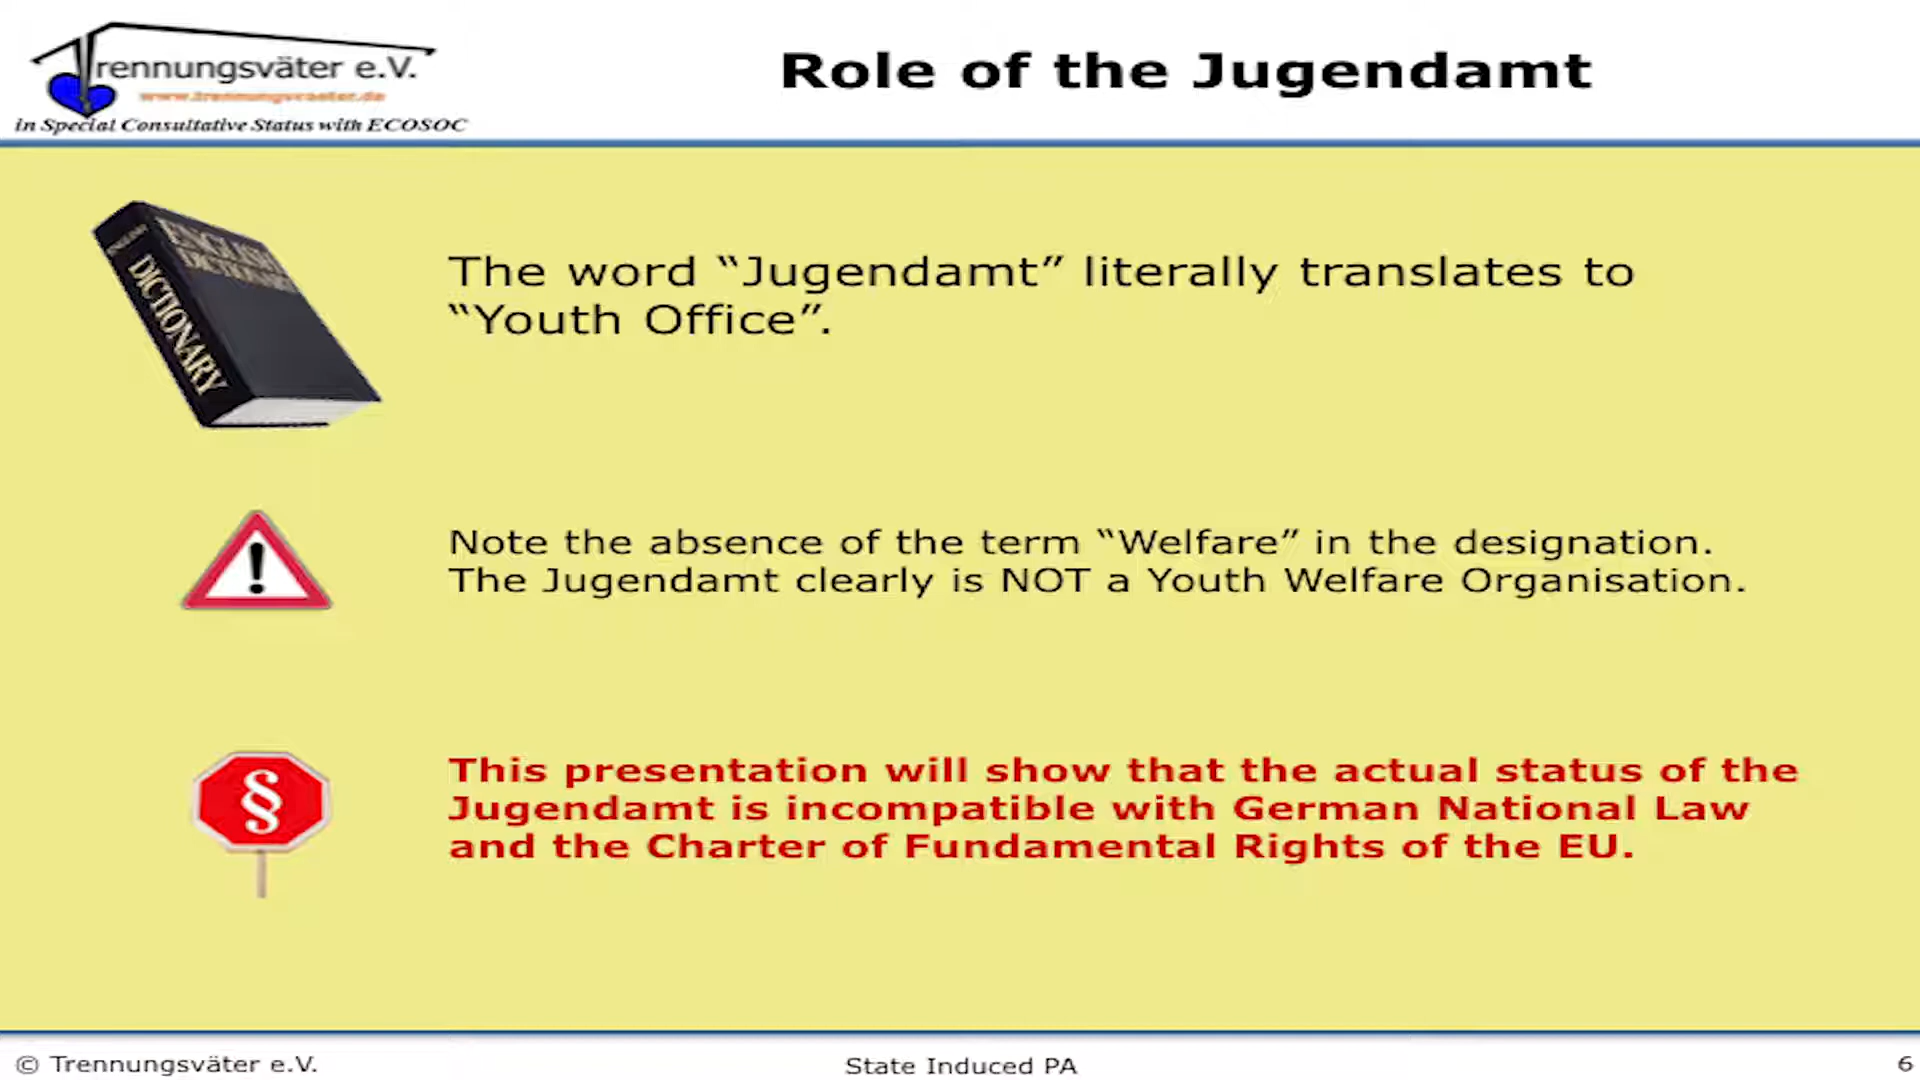 Trennungsväter e.V.
www.trennungsvaeter.de
in Special Consultative Status with ECOSOC
Role of the Jugendamt
ENGLISH
DICTIONARY
DICTIONARY
The word “Jugendamt” literally translates to
“Youth Office”.
Note the absence of the term “Welfare” in the designation.
The Jugendamt clearly is NOT a Youth Welfare Organisation.
§
This presentation will show that the actual status of the
Jugendamt is incompatible with German National Law
and the Charter of Fundamental Rights of the EU.
© Trennungsväter e.V.
State Induced PA
6